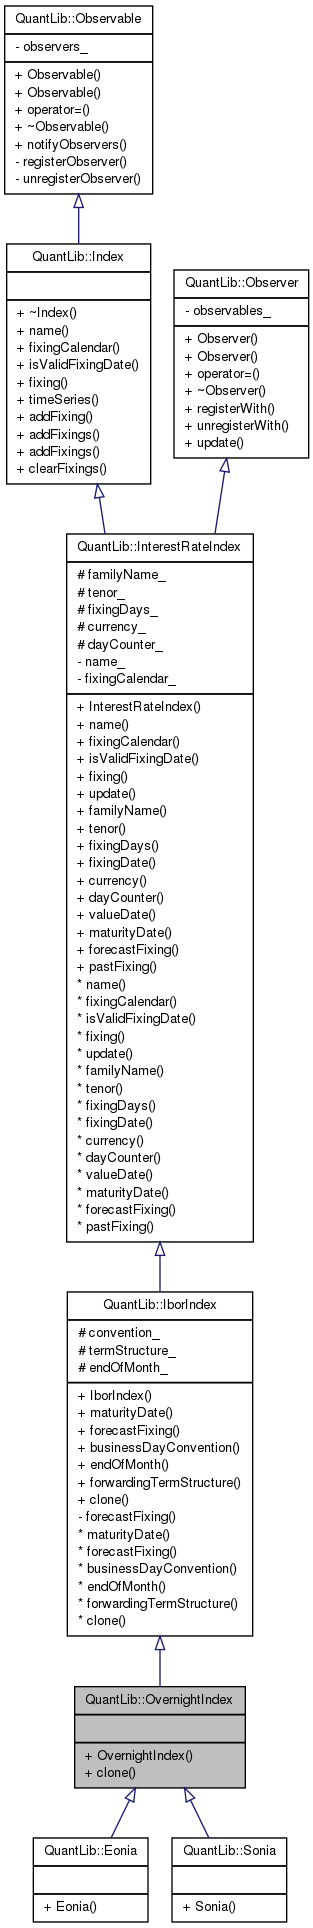 QuantLib::Observable
- observers_
+ Observable()
+ Observable()
+ operator=()
+ ~Observable()
+ notifyObservers()
- registerObserver()
- unregisterObserver()
QuantLib::Index
+ ~Index()
+ name()
+ fixingCalendar()
+ isValidFixingDate()
+ fixing()
+ timeSeries()
+ addFixing()
+ addFixings()
+ addFixings()
+ clearFixings()
QuantLib::Observer
- observables_
+ Observer()
+ Observer()
+ operator=()
+ ~Observer()
+ registerWith()
+ unregisterWith()
+ update()
QuantLib::InterestRateIndex
# familyName_
# tenor_
# fixingDays_
# currency_
# dayCounter_
- name_
- fixingCalendar_
+ InterestRateIndex()
+ name()
+ fixingCalendar()
+ isValidFixingDate()
+ fixing()
+ update()
+ familyName()
+ tenor()
+ fixingDays()
+ fixingDate()
+ currency()
+ dayCounter()
+ valueDate()
+ maturityDate()
+ forecastFixing()
+ pastFixing()
* name()
* fixingCalendar()
* isValidFixingDate()
* fixing()
* update()
* familyName()
* tenor()
* fixingDays()
* fixingDate()
* currency()
* dayCounter()
* valueDate()
* maturityDate()
* forecastFixing()
* pastFixing()
QuantLib::IborIndex
# convention_
# termStructure_
# endOfMonth_
+ IborIndex()
+ maturityDate()
+ forecastFixing()
+ businessDayConvention()
+ endOfMonth()
+ forwardingTermStructure()
+ clone()
- forecastFixing()
* maturityDate()
* forecastFixing()
* businessDayConvention()
* endOfMonth()
* forwardingTermStructure()
* clone()
QuantLib::OvernightIndex
+ OvernightIndex()
+ clone()
QuantLib::Eonia
+ Eonia()
QuantLib::Sonia
+ Sonia()